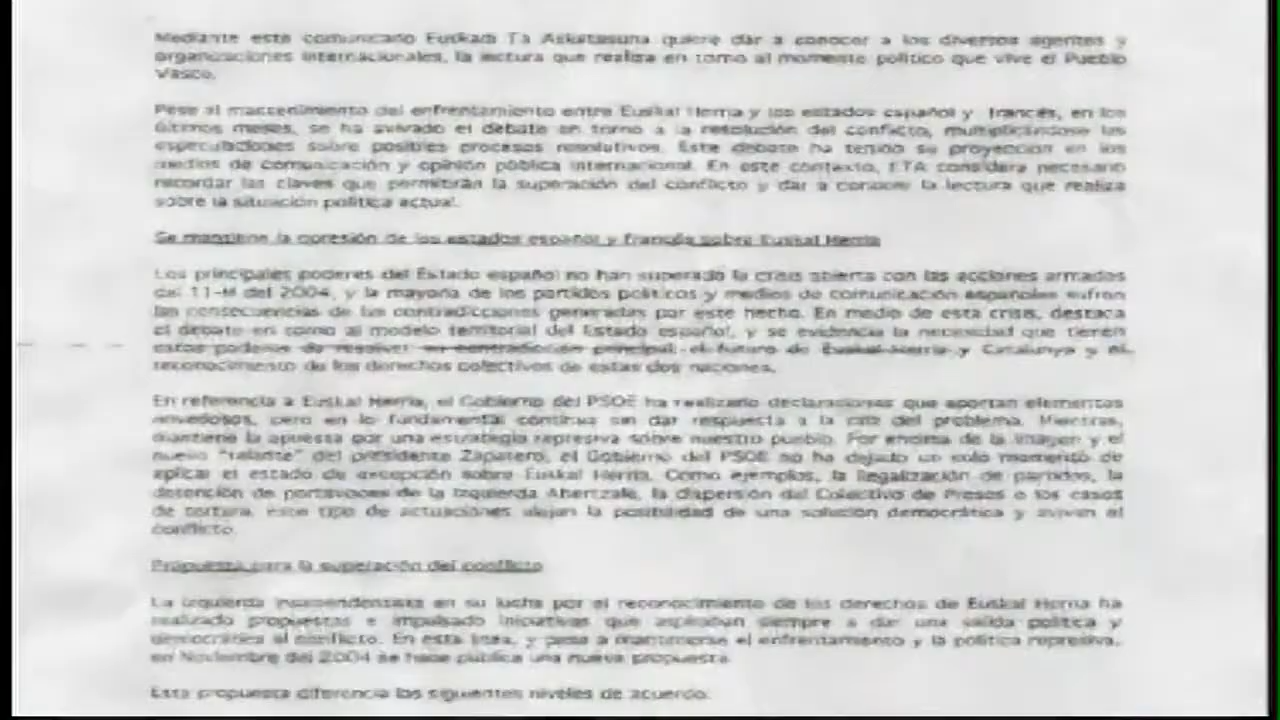 Mediante este comunicado Euskadi Ta Askatasuna quiere dar a conocer a los diversos agentes y
organizaciones internacionales, la lectura que realiza en torno al momento político que vive el Pueblo
Vasco.
Pese al mantenimiento del enfrentamiento entre Euskal Herria y los estados español y francés, en los
últimos meses, se ha avivado el debate en torno a la resolución del conflicto, multiplicándose las
especulaciones sobre posibles procesos resolutivos. Este debate ha tenido su proyección en los
medios de comunicación y opinión pública internacional. En este contexto, ETA considera necesario
recordar las claves que permitirán la superación del conflicto y dar a conocer la lectura que realiza
sobre la situación política actual.
Se mantiene la opresión de los estados español y francés sobre Euskal Herria
Los principales poderes del Estado español no han superado la crisis abierta con las acciones armadas
del 11-M del 2004, y la mayoría de los partidos políticos y medios de comunicación españoles sufren
las consecuencias de las contradicciones generadas por este hecho. En medio de esta crisis, destaca
el debate en torno al modelo territorial del Estado español, y se evidencia la necesidad que tienen
estos poderes de resolver su contradicción principal: el futuro de Euskal Herria y Catalunya y el
reconocimiento de los derechos colectivos de estas dos naciones.
En referencia a Euskal Herria, el Gobierno del PSOE ha realizado declaraciones que aportan elementos
novedosos, pero en lo fundamental continua sin dar respuesta a la raíz del problema. Mientras,
mantiene la apuesta por una estrategia represiva sobre nuestro pueblo. Por encima de la imagen y el
nuevo "talante" del presidente Zapatero, el Gobierno del PSOE no ha dejado un solo momento de
aplicar el estado de excepción sobre Euskal Herria. Como ejemplos, la ilegalización de partidos, la
detención de portavoces de la Izquierda Abertzale, la dispersión del Colectivo de Presos o los casos
de tortura. Este tipo de actuaciones alejan la posibilidad de una solución democrática y avivan el
conflicto.
Propuesta para la superación del conflicto
La izquierda independentista en su lucha por el reconocimiento de los derechos de Euskal Herria ha
realizado propuestas e impulsado iniciativas que aspiraban siempre a dar una salida política y
democrática al conflicto. En esta línea, y pese a mantenerse el enfrentamiento y la política represiva,
en Noviembre del 2004 se hace pública una nueva propuesta.
Esta propuesta diferencia los siguientes niveles de acuerdo: